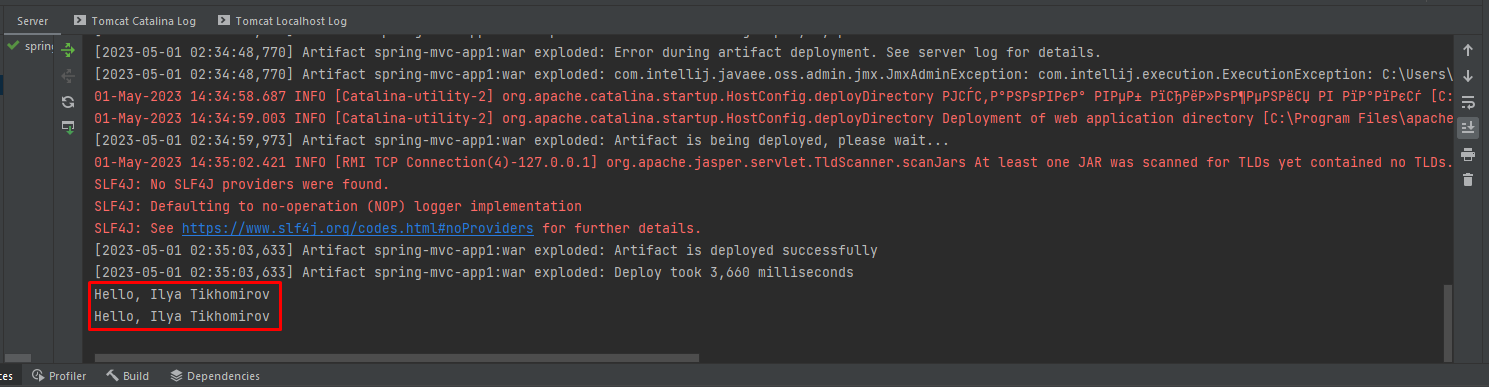 Server Tomcat Catalina Log Tomcat Localhost Log
spring
[2023-05-01 02:34:48,770] Artifact spring-mvc-app1:war exploded: Error during artifact deployment. See server log for details.
[2023-05-01 02:34:48,770] Artifact spring-mvc-app1:war exploded: com.intellij.javaee.oss.admin.jmx.JmxAdminException: com.intellij.execution.ExecutionException: C:\Users\
01-May-2023 14:34:58.687 INFO [Catalina-utility-2] org.apache.catalina.startup.HostConfig.deployDirectory [C:
01-May-2023 14:34:59.003 INFO [Catalina-utility-2] org.apache.catalina.startup.HostConfig.deployDirectory Deployment of web application directory [C:\Program Files\apache
[2023-05-01 02:34:59,973] Artifact spring-mvc-app1:war exploded: Artifact is being deployed, please wait...
01-May-2023 14:35:02.421 INFO [RMI TCP Connection(4)-127.0.0.1] org.apache.jasper.servlet.TldScanner.scanJars At least one JAR was scanned for TLDs yet contained no TLDs.
SLF4J: No SLF4J providers were found.
SLF4J: Defaulting to no-operation (NOP) logger implementation
SLF4J: See https://www.slf4j.org/codes.html#noProviders for further details.
[2023-05-01 02:35:03,633] Artifact spring-mvc-app1:war exploded: Artifact is deployed successfully
[2023-05-01 02:35:03,633] Artifact spring-mvc-app1:war exploded: Deploy took 3,660 milliseconds
Hello, Ilya Tikhomirov
Hello, Ilya Tikhomirov
ces Profiler Build Dependencies